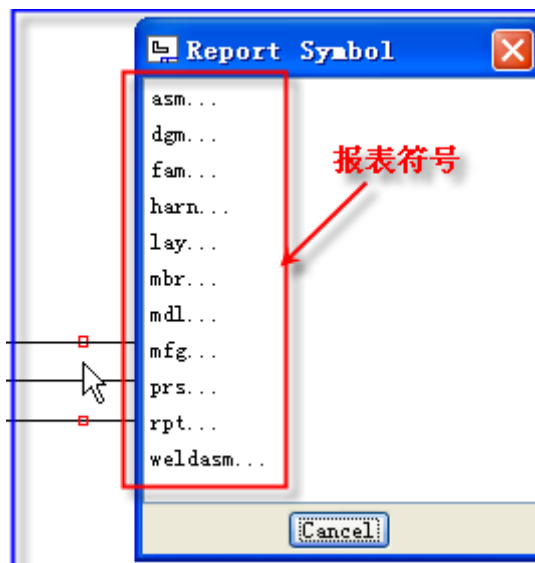 Report Symbol
asm...
dgm...
fam...
报表符号
harn...
lay...
mbr...
mdl...
mfg...
prs...
rpt...
weldasm...
Cancel